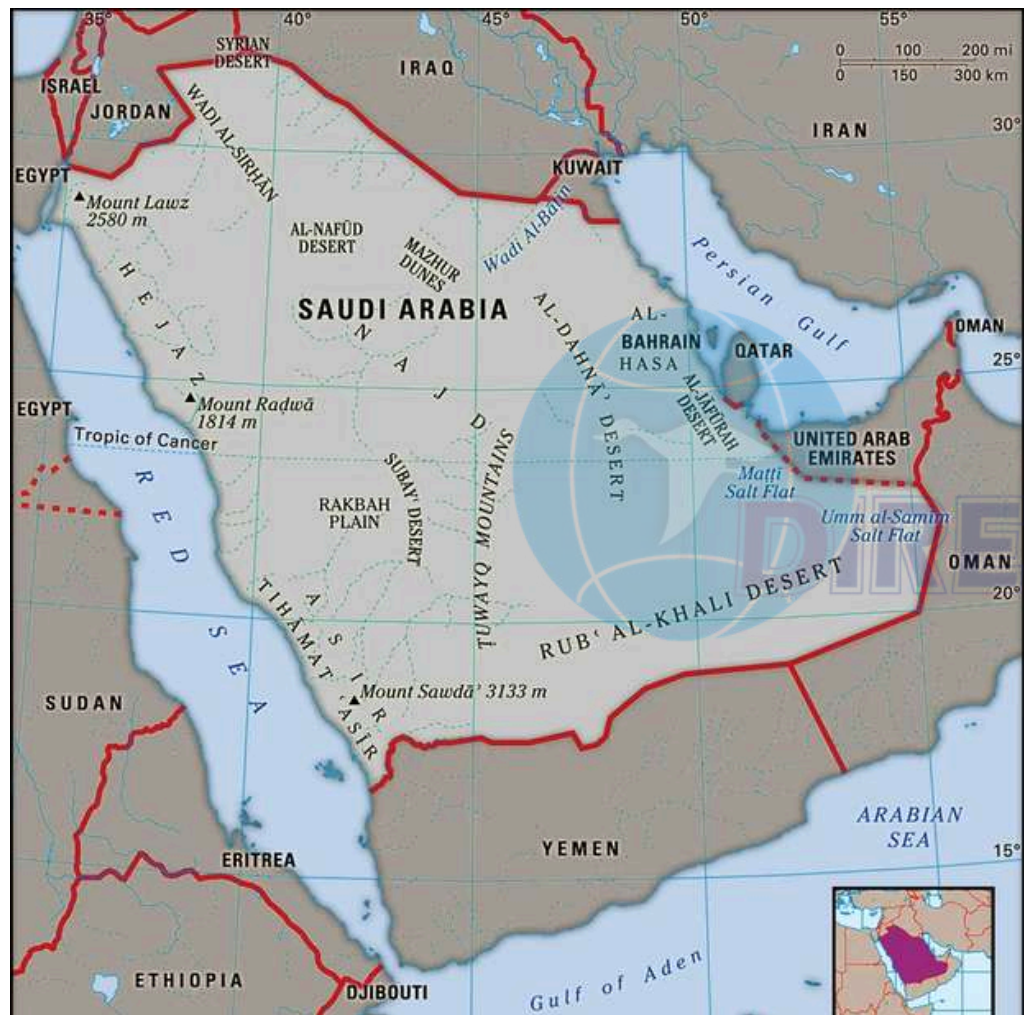 35°
40°
45°
50°
55°
0 100 200 mi
0 150 300 km
SYRIAN
DESERT
IRAQ
ISRAEL
JORDAN
IRAN
30°
WADI AL-SIRḤĀN
KUWAIT
EGYPT
Mount Lawz
2580 m
Wadi Al-Bāṭin
AL-NAFŪD
DESERT
MAZHUR
DUNES
Persian Gulf
HEJAZ
SAUDI ARABIA
AL-DAHNĀ' DESERT
AL-
HASA
BAHRAIN
QATAR
OMAN
25°
NAJD
AL-JĀFŪRAH
DESERT
Mount Raḍwā
1814 m
EGYPT
Tropic of Cancer
UNITED ARAB
EMIRATES
RED SEA
SUBAY' DESERT
ṬUWAYQ MOUNTAINS
Maṭṭi
Salt Flat
RAKBAH
PLAIN
Umm al-Samim
Salt Flat
DIRE
OMAN
20°
RUB‘ AL-KHALI DESERT
TIHĀMAT ‘ĀSĪR
ASIR
Mount Sawdā’ 3133 m
SUDAN
ARABIAN
SEA
YEMEN
15°
ERITREA
ETHIOPIA
DJIBOUTI
Gulf of Aden